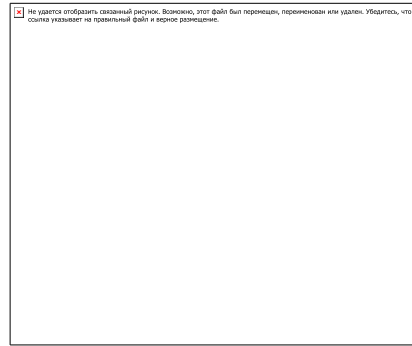 Не удается отобразить связанный рисунок. Возможно, этот файл был перемещен, переименован или удален. Убедитесь, что
ссылка указывает на правильный файл и верное размещение.